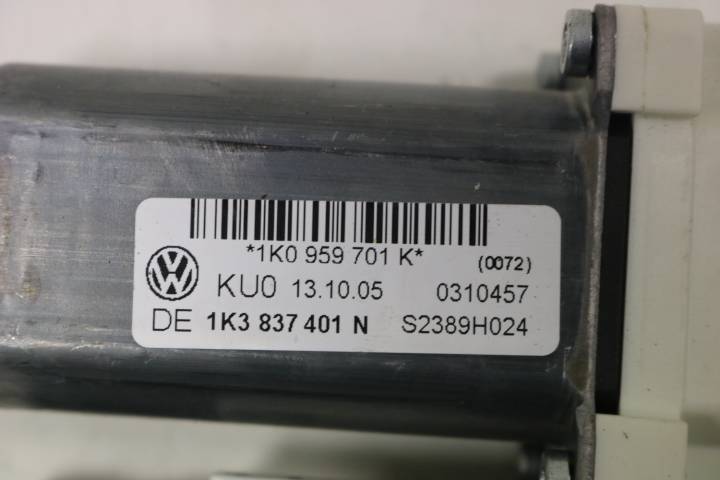 *1K0 959 701 K*
(0072)
KU0 13.10.05 0310457
DE 1K3 837 401 N S2389H024